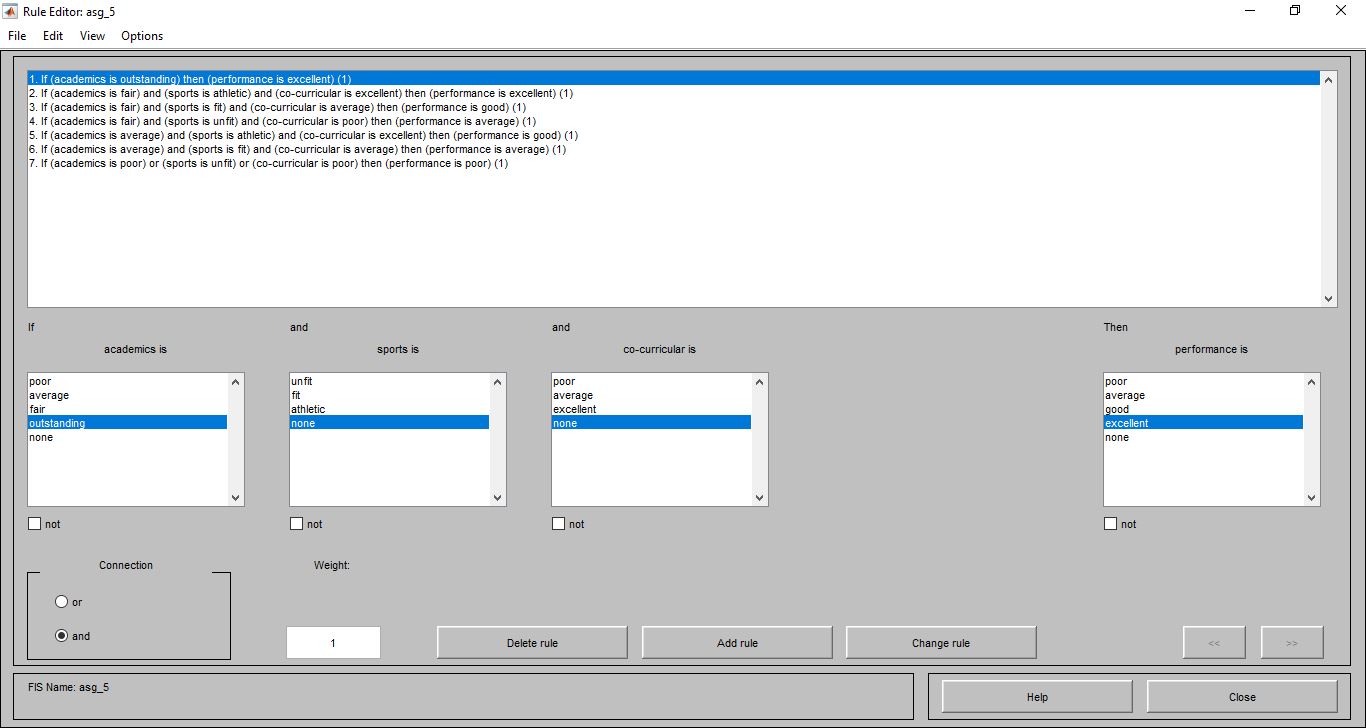 Rule Editor: asg_5
File Edit View Options
1. If (academics is outstanding) then (performance is excellent) (1)
2. If (academics is fair) and (sports is athletic) and (co-curricular is excellent) then (performance is excellent) (1)
3. If (academics is fair) and (sports is fit) and (co-curricular is average) then (performance is good) (1)
4. If (academics is fair) and (sports is unfit) and (co-curricular is poor) then (performance is average) (1)
5. If (academics is average) and (sports is athletic) and (co-curricular is excellent) then (performance is good) (1)
6. If (academics is average) and (sports is fit) and (co-curricular is average) then (performance is average) (1)
7. If (academics is poor) or (sports is unfit) or (co-curricular is poor) then (performance is poor) (1)
If and and Then
academics is sports is co-curricular is performance is
poor unfit poor poor
average fit average average
fair athletic excellent good
outstanding none none excellent
none none
not not not not
Connection Weight:
or
and
1 Delete rule Add rule Change rule << >>
FIS Name: asg_5
Help Close